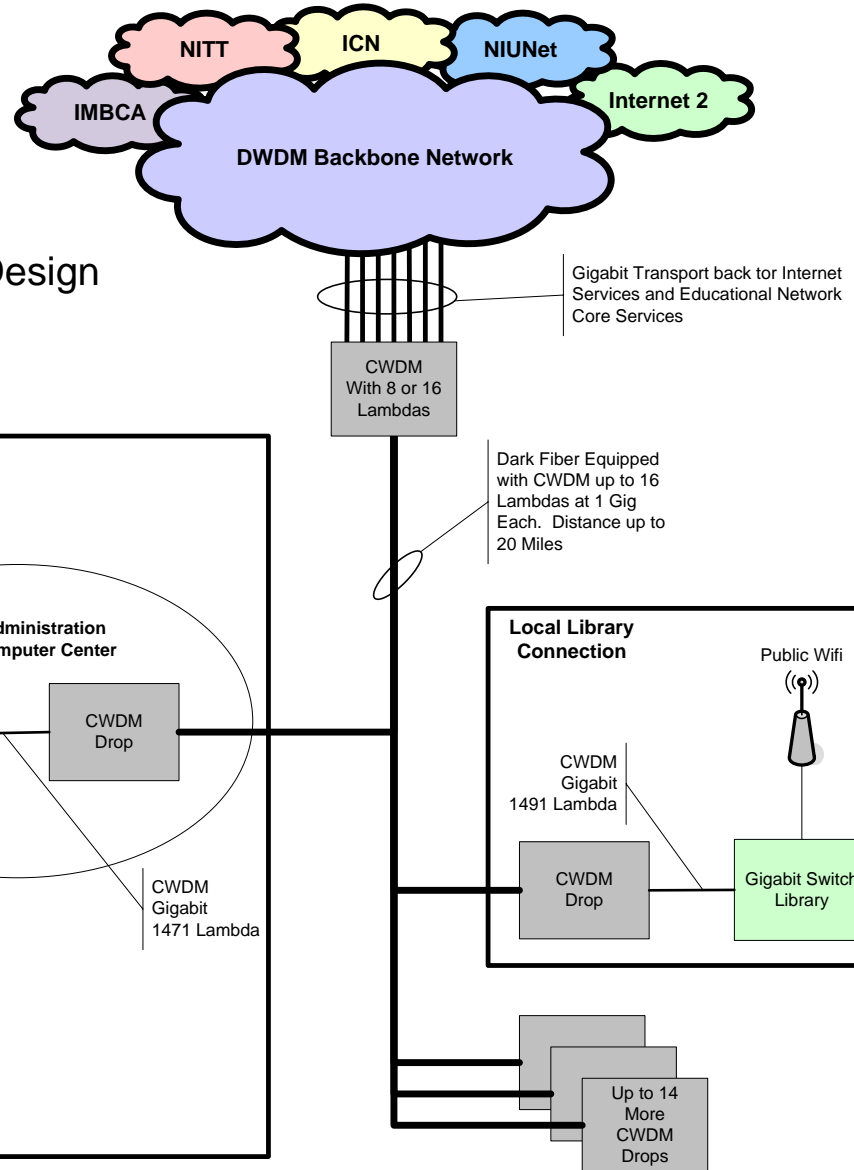 NITT
ICN
NIUNet
IMBCA
Internet 2
DWDM Backbone Network
Design
Gigabit Transport back tor Internet
Services and Educational Network
Core Services
CWDM
With 8 or 16
Lambdas
Dark Fiber Equipped
with CWDM up to 16
Lambdas at 1 Gig
Each. Distance up to
20 Miles
dministration
mputer Center
CWDM
Drop
CWDM
Gigabit
1471 Lambda
Local Library
Connection
Public Wifi
CWDM
Gigabit
1491 Lambda
CWDM
Drop
Gigabit Switch
Library
Up to 14
More
CWDM
Drops